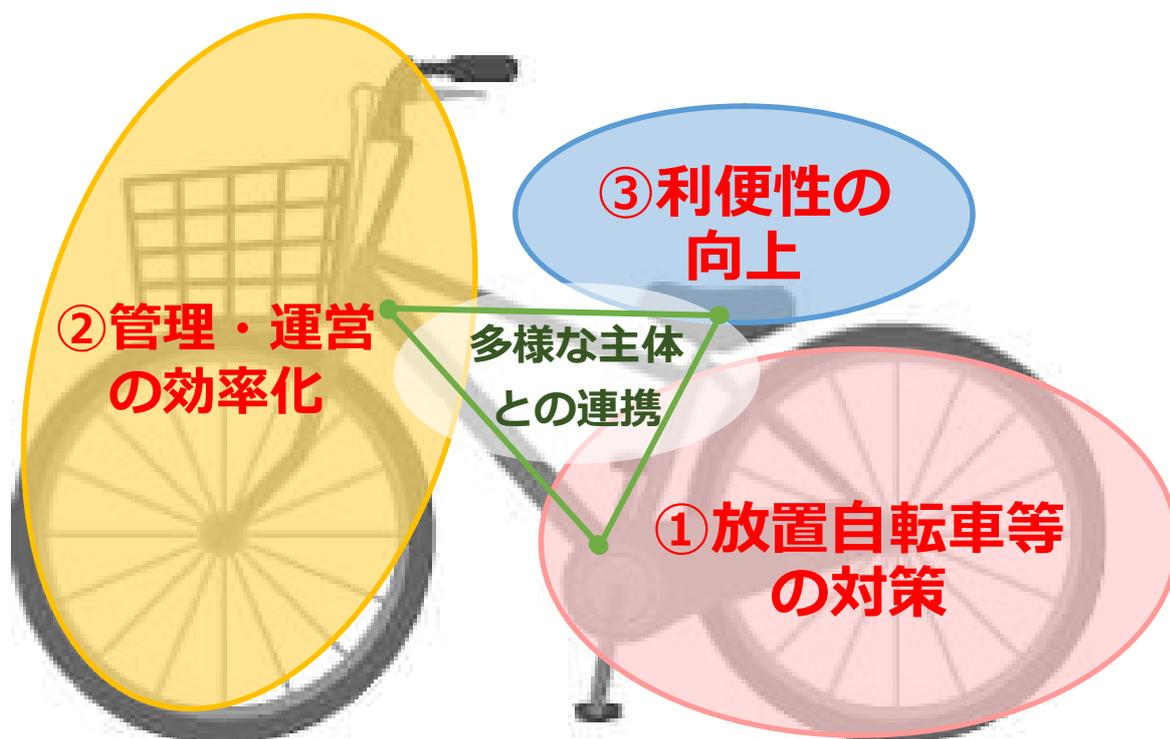 ③利便性の
向上
②管理・運営
の効率化
多様な主体
との連携
①放置自転車等
の対策